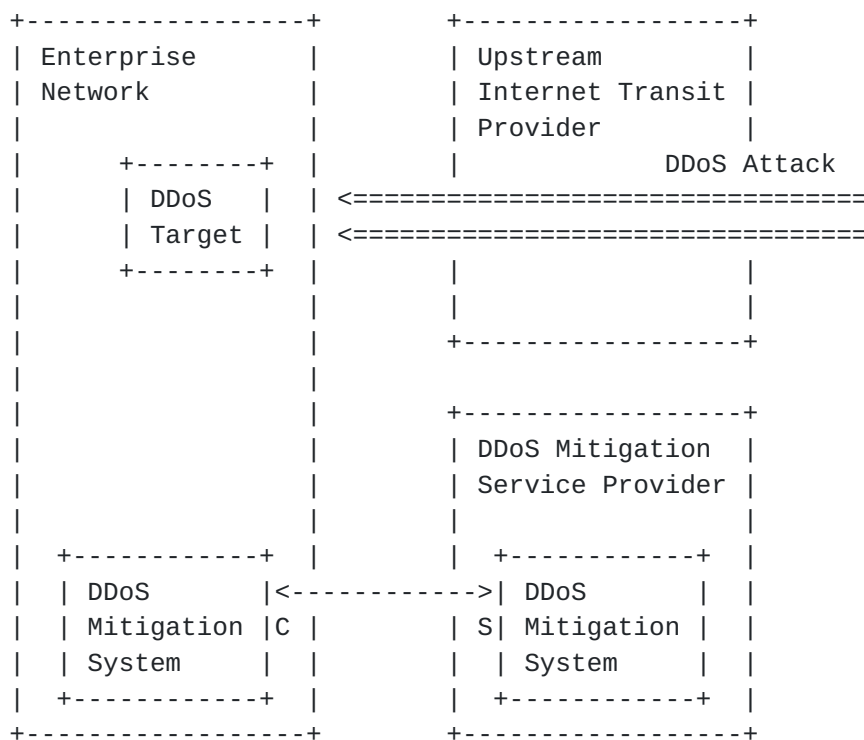 Enterprise
Network
Upstream
Internet Transit
Provider
DDoS Attack
DDoS
Target
DDoS Mitigation
Service Provider
DDoS
Mitigation
System
C
S
DDoS
Mitigation
System